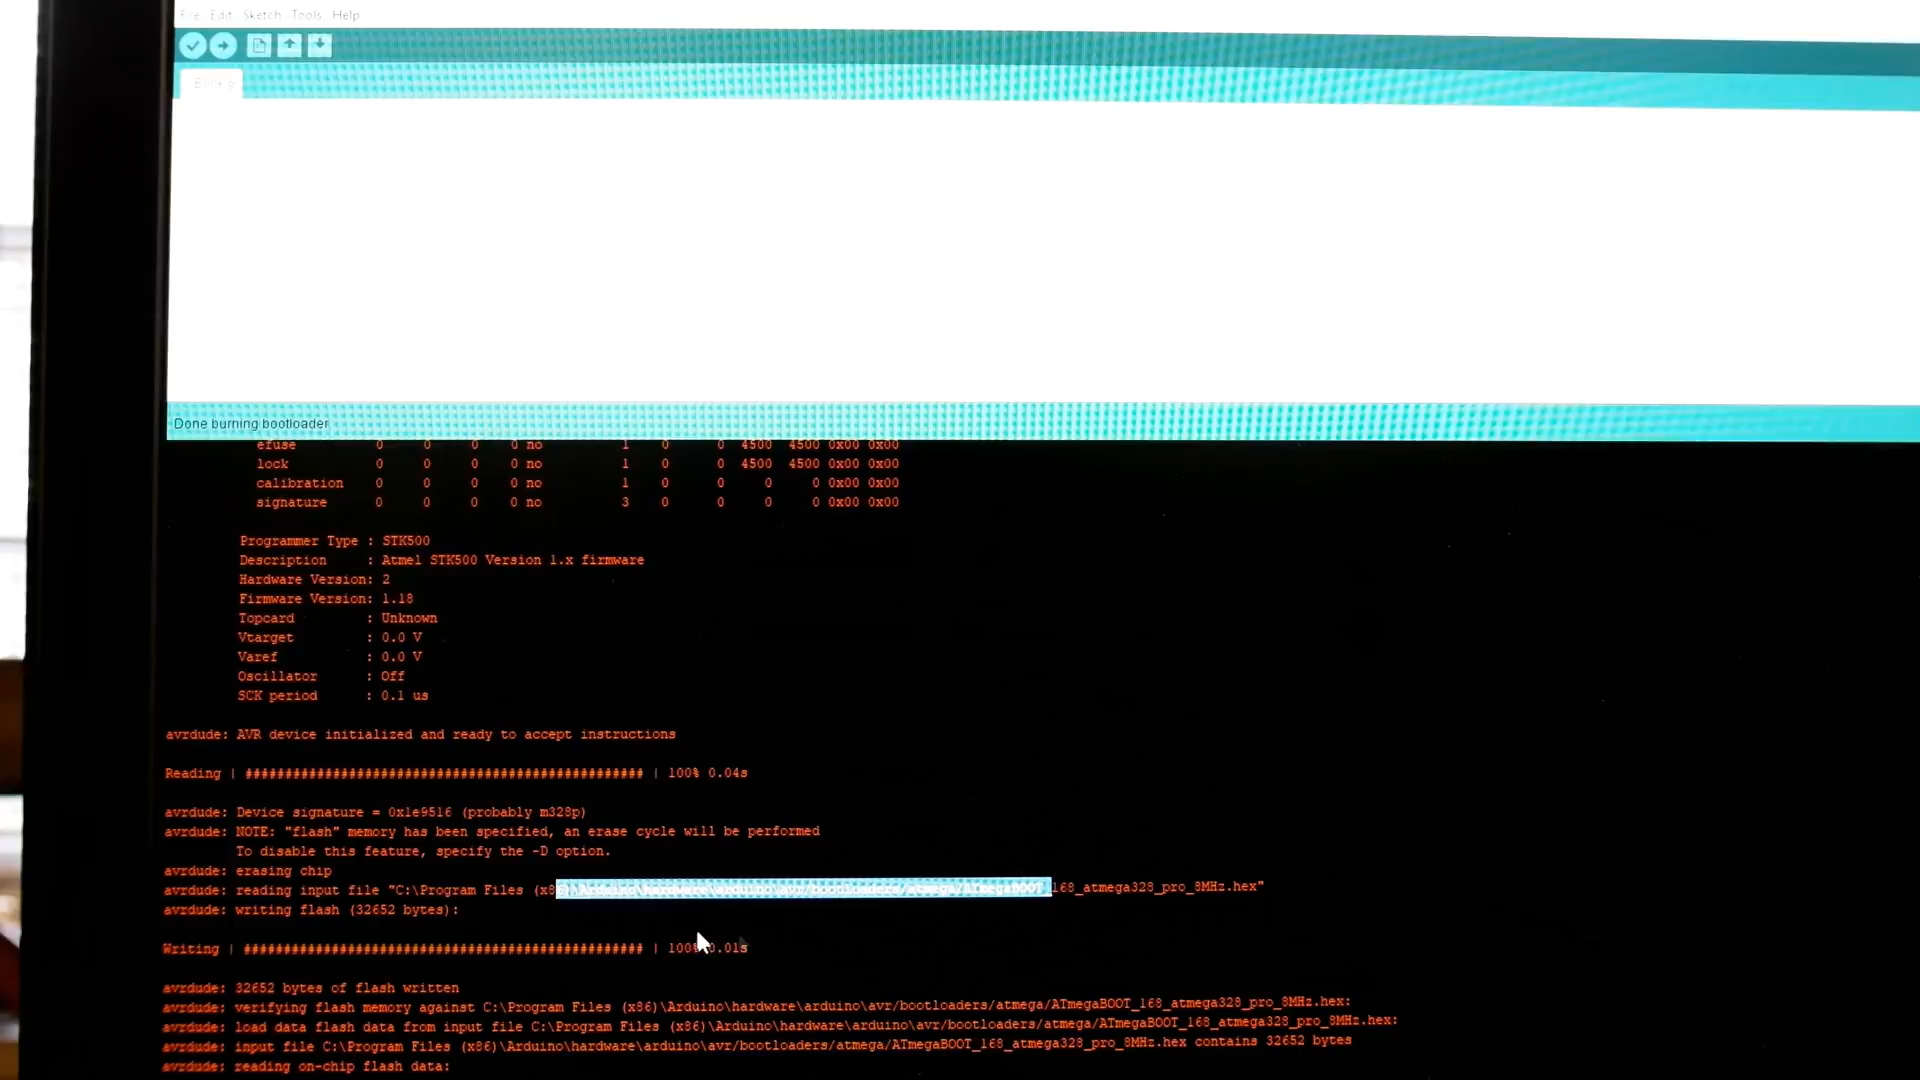 File Edit Sketch Tools Help
Blink
Done burning bootloader
efuse 0 0 0 0 no 1 0 0 4500 4500 0x00 0x00
lock 0 0 0 0 no 1 0 0 4500 4500 0x00 0x00
calibration 0 0 0 0 no 1 0 0 0 0 0x00 0x00
signature 0 0 0 0 no 3 0 0 0 0 0x00 0x00
Programmer Type : STK500
Description : Atmel STK500 Version 1.x firmware
Hardware Version: 2
Firmware Version: 1.18
Topcard : Unknown
Vtarget : 0.0 V
Varef : 0.0 V
Oscillator : Off
SCK period : 0.1 us
avrdude: AVR device initialized and ready to accept instructions
Reading | ################################################## | 100% 0.04s
avrdude: Device signature = 0x1e9516 (probably m328p)
avrdude: NOTE: "flash" memory has been specified, an erase cycle will be performed
To disable this feature, specify the -D option.
avrdude: erasing chip
avrdude: reading input file "C:\Program Files (x86)\Arduino\hardware\arduino\avr/bootloaders/atmega/ATmegaBOOT_168_atmega328_pro_8MHz.hex"
avrdude: writing flash (32652 bytes):
Writing | ################################################## | 100% 0.01s
avrdude: 32652 bytes of flash written
avrdude: verifying flash memory against C:\Program Files (x86)\Arduino\hardware\arduino\avr/bootloaders/atmega/ATmegaBOOT_168_atmega328_pro_8MHz.hex:
avrdude: load data flash data from input file C:\Program Files (x86)\Arduino\hardware\arduino\avr/bootloaders/atmega/ATmegaBOOT_168_atmega328_pro_8MHz.hex:
avrdude: input file C:\Program Files (x86)\Arduino\hardware\arduino\avr/bootloaders/atmega/ATmegaBOOT_168_atmega328_pro_8MHz.hex contains 32652 bytes
avrdude: reading on-chip flash data: